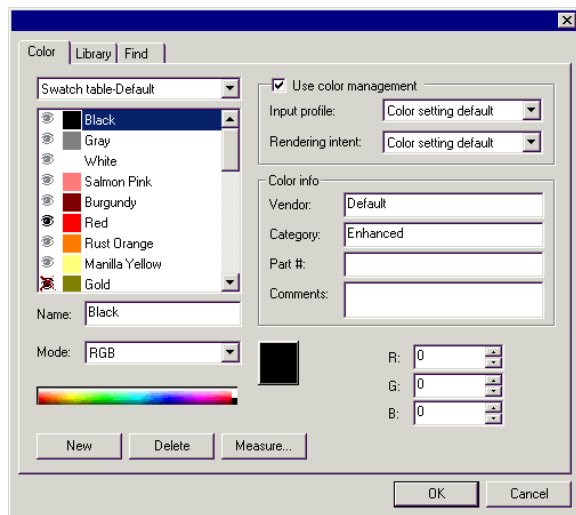 Color Library Find
Swatch table-Default
Black
Gray
White
Salmon Pink
Burgundy
Red
Rust Orange
Manilla Yellow
Gold
Name: Black
Mode: RGB
New Delete Measure...
Use color management
Input profile: Color setting default
Rendering intent: Color setting default
Color info
Vendor: Default
Category: Enhanced
Part #:
Comments:
R: 0
G: 0
B: 0
OK Cancel